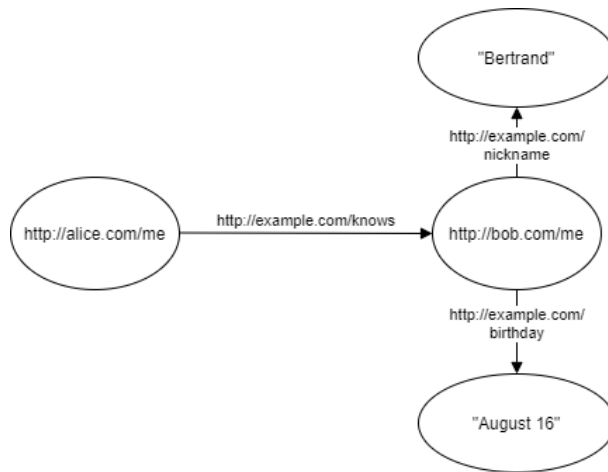 "Bertrand"
http://example.com/
nickname
http://alice.com/me
http://example.com/knows
http://bob.com/me
http://example.com/
birthday
"August 16"